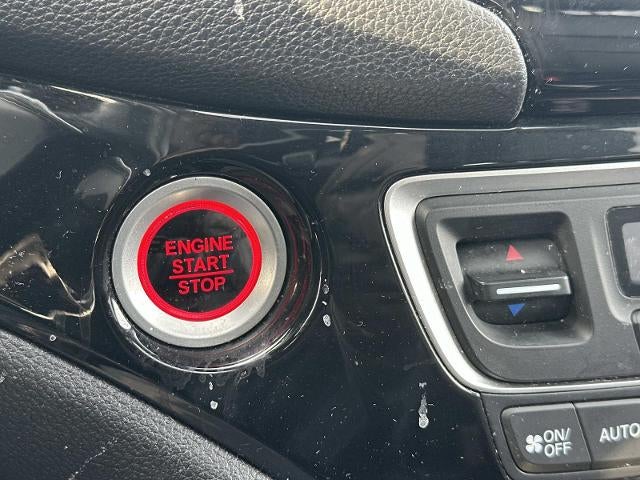 ENGINE
START
STOP
ON/
OFF
AUTO